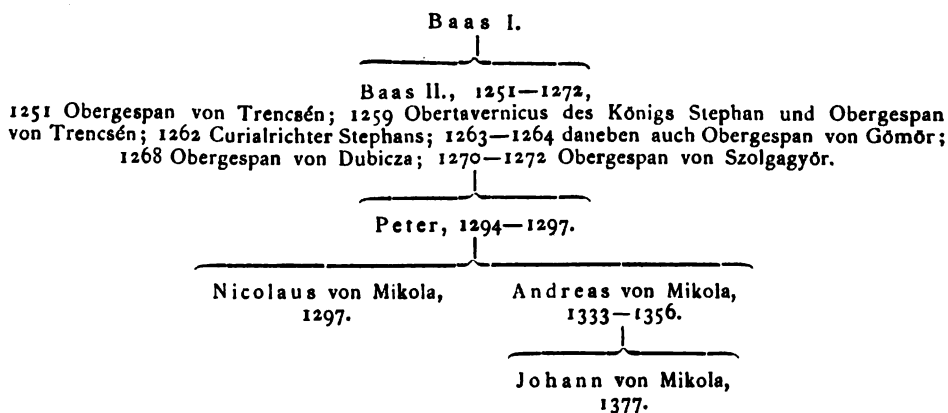 Baas I.
Baas II., 1251—1272,
1251 Obergespan von Trencsén; 1259 Obertavernicus des Königs Stephan und Obergespan
von Trencsén; 1262 Curialrichter Stephans; 1263—1264 daneben auch Obergespan von Gömör;
1268 Obergespan von Dubicza; 1270—1272 Obergespan von Szolgagyör.
Peter, 1294—1297.
Nicolaus von Mikola, Andreas von Mikola,
1297. 1333—1356.
Johann von Mikola,
1377.